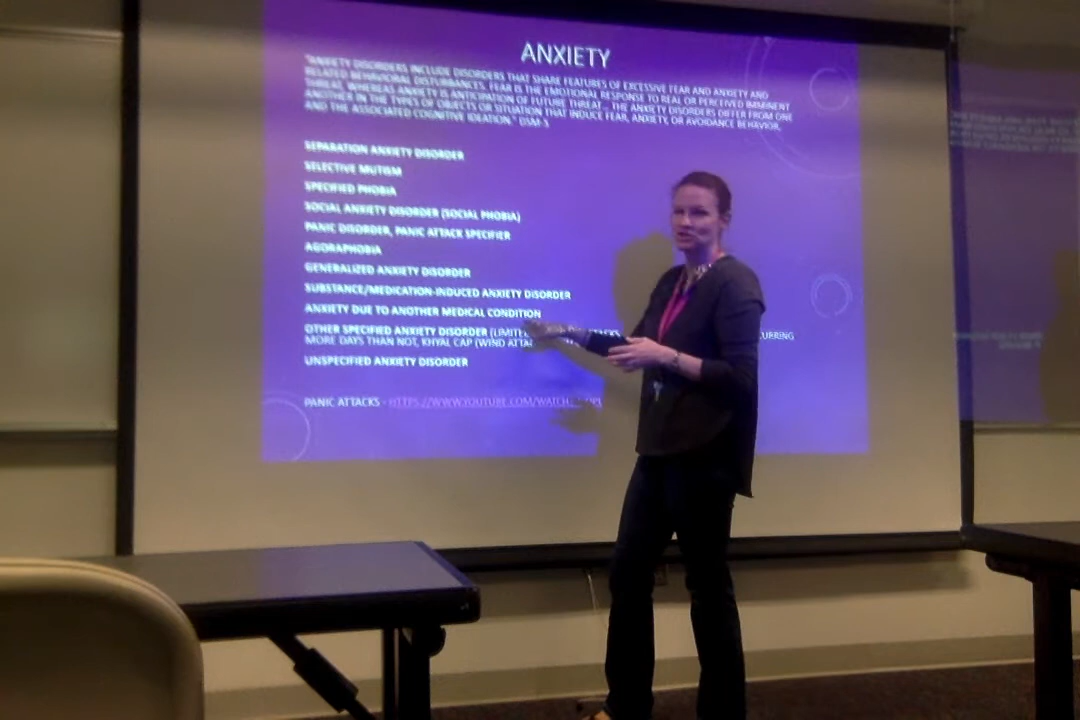 ANXIETY
"ANXIETY DISORDERS INCLUDE DISORDERS THAT SHARE FEATURES OF EXCESSIVE FEAR AND ANXIETY AND
RELATED BEHAVIORAL DISTURBANCES. FEAR IS THE EMOTIONAL RESPONSE TO REAL OR PERCEIVED IMMINENT
THREAT, WHEREAS ANXIETY IS ANTICIPATION OF FUTURE THREAT... THE ANXIETY DISORDERS DIFFER FROM ONE
ANOTHER IN THE TYPES OF OBJECTS OR SITUATION THAT INDUCE FEAR, ANXIETY, OR AVOIDANCE BEHAVIOR,
AND THE ASSOCIATED COGNITIVE IDEATION." DSM-5
SEPARATION ANXIETY DISORDER
SELECTIVE MUTISM
SPECIFIED PHOBIA
SOCIAL ANXIETY DISORDER (SOCIAL PHOBIA)
PANIC DISORDER, PANIC ATTACK SPECIFIER
AGORAPHOBIA
GENERALIZED ANXIETY DISORDER
SUBSTANCE/MEDICATION-INDUCED ANXIETY DISORDER
ANXIETY DUE TO ANOTHER MEDICAL CONDITION
OTHER SPECIFIED ANXIETY DISORDER (LIMITE
MORE DAYS THAN NOT, KHYAL CAP (WIND ATTA
UNSPECIFIED ANXIETY DISORDER
PANIC ATTACKS - HTTPS://WWW.YOUTUBE.COM/WATCH